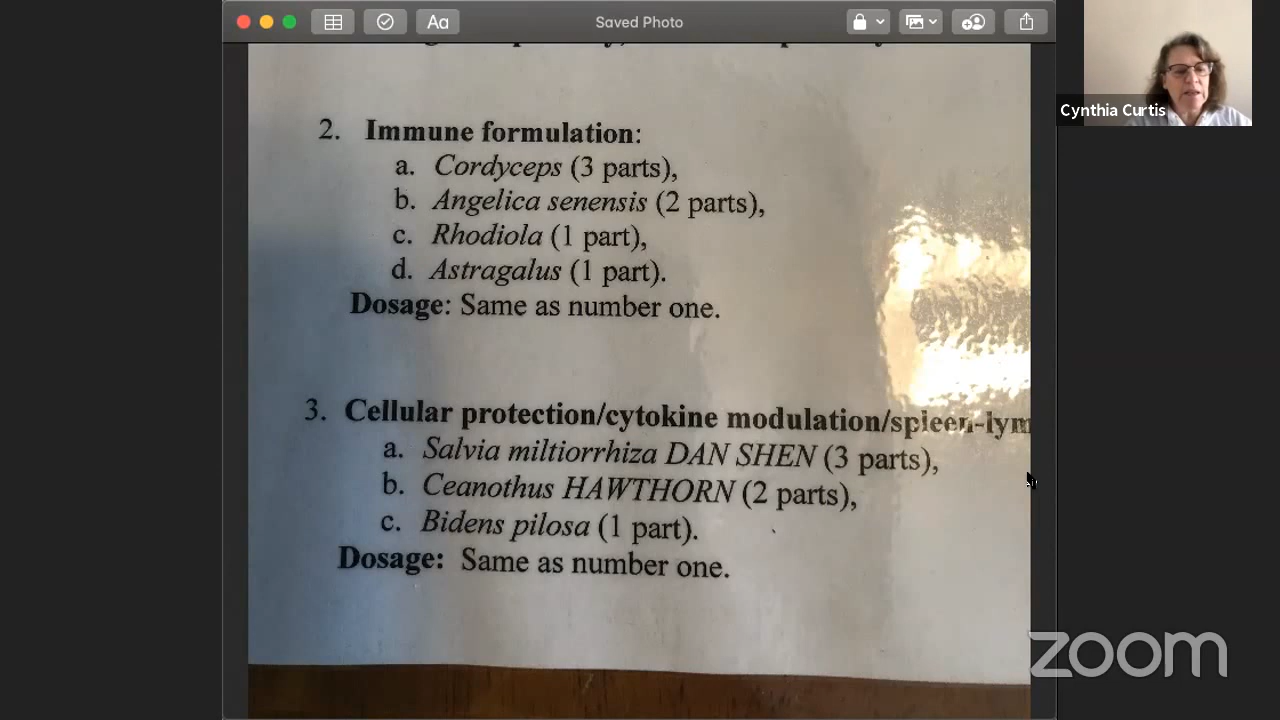 Saved Photo
Aa
Cynthia Curtis
2. Immune formulation:
a. Cordyceps (3 parts),
b. Angelica senensis (2 parts),
c. Rhodiola (1 part),
d. Astragalus (1 part).
Dosage: Same as number one.
3. Cellular protection/cytokine modulation/spleen-lym
a. Salvia miltiorrhiza DAN SHEN (3 parts),
b. Ceanothus HAWTHORN (2 parts),
c. Bidens pilosa (1 part).
Dosage: Same as number one.
zoom